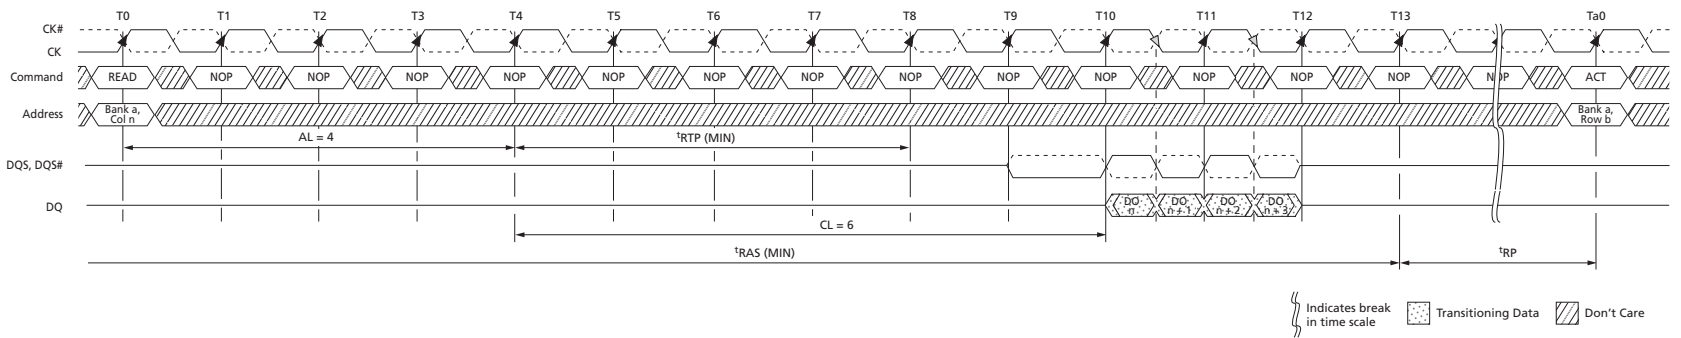 T0 T1 T2 T3 T4 T5 T6 T7 T8 T9 T10 T11 T12 T13 Ta0
CK#
CK
Command READ NOP NOP NOP NOP NOP NOP NOP NOP NOP NOP NOP NOP NOP NOP ACT
Address Bank a, Col n Bank a, Row b
AL = 4 tRTP (MIN)
DQS, DQS#
DQ DO n DO n + 1 DO n + 2 DO n + 3
CL = 6
tRAS (MIN) tRP
Indicates break
in time scale
Transitioning Data
Don't Care